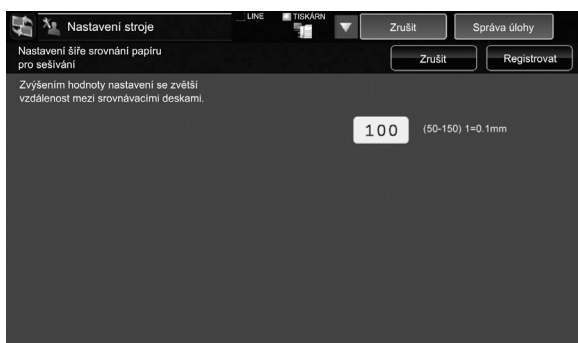 Nastavení stroje
LINE
TISKÁRN
Zrušit
Správa úlohy
Nastavení šíře srovnání papíru
pro sešívání
Zrušit
Registrovat
Zvýšením hodnoty nastavení se zvětší
vzdálenost mezi srovnávacími deskami.
100
(50-150) 1=0.1mm